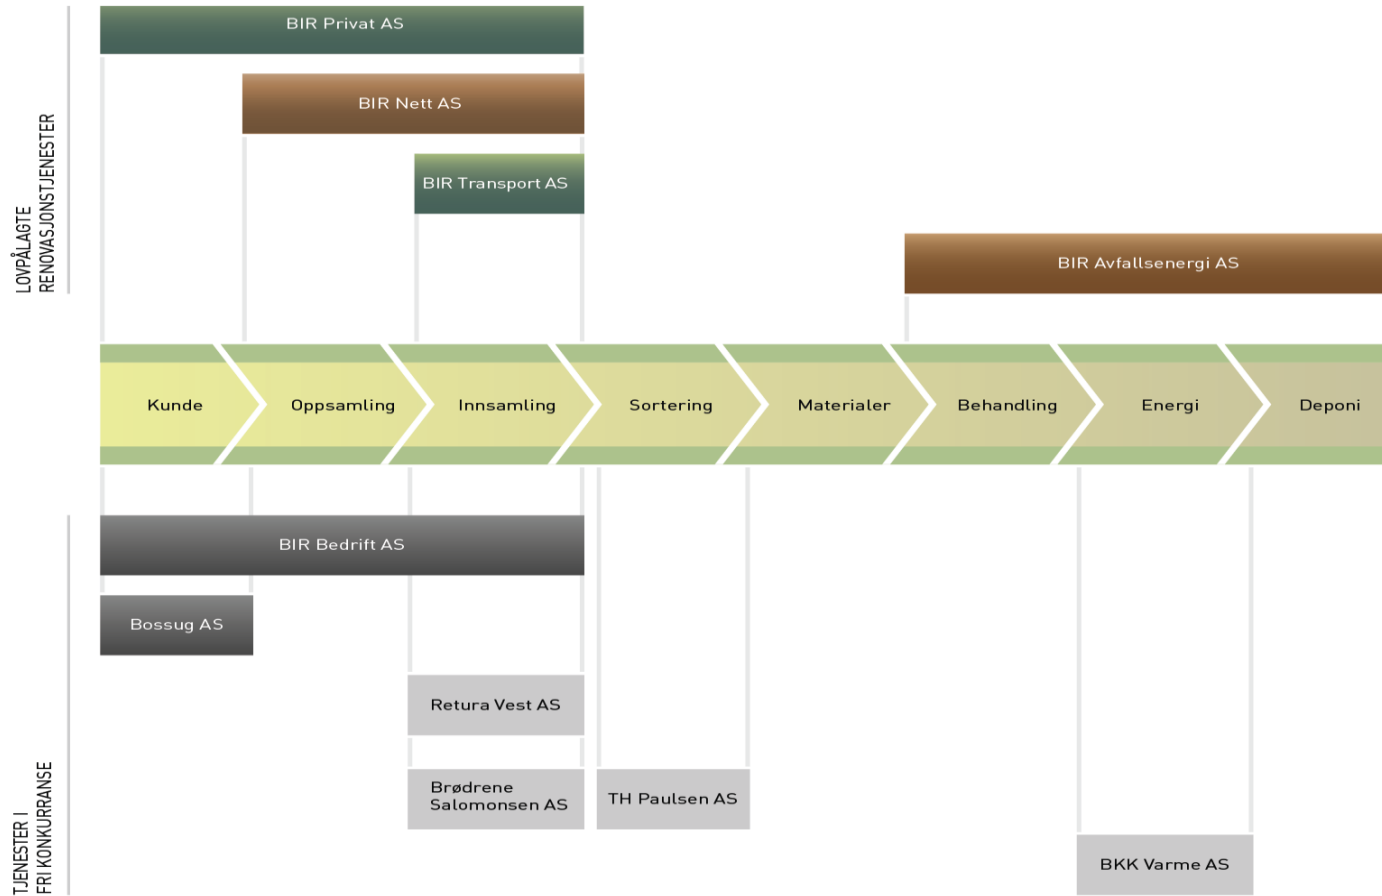 BIR Privat AS
BIR Nett AS
BIR Transport AS
BIR Avfallsenergi AS
LOVPÅLAGTE
RENOVASJONSTJENESTER
Kunde
Oppsamling
Innsamling
Sortering
Materialer
Behandling
Energi
Deponi
BIR Bedrift AS
Bossug AS
Retura Vest AS
Brødrene
Salomonsen AS
TH Paulsen AS
BKK Varme AS
TJENESTER I
FRI KONKURRANSE